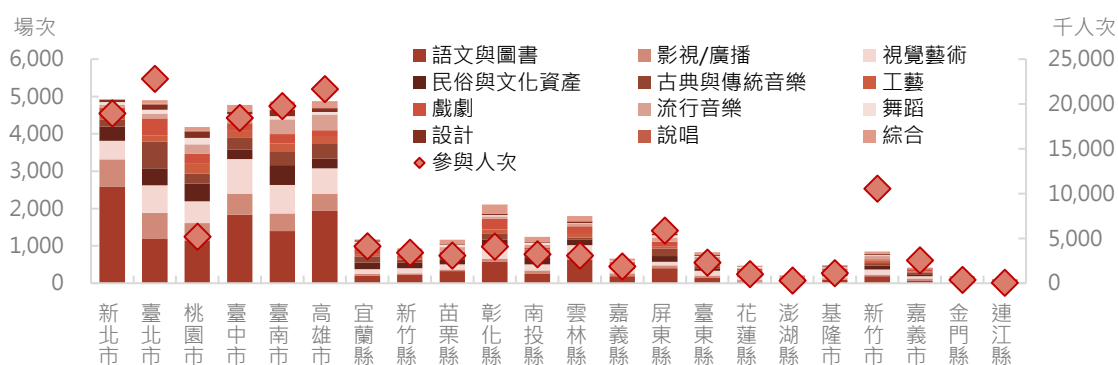 場次
千人次
語文與圖書 影視/廣播 視覺藝術
民俗與文化資產 古典與傳統音樂 工藝
戲劇 流行音樂 舞蹈
設計 說唱 綜合
參與人次
6,000
5,000
4,000
3,000
2,000
1,000
0
25,000
20,000
15,000
10,000
5,000
0
新北市
臺北市
桃園市
臺中市
臺南市
高雄市
宜蘭縣
新竹縣
苗栗縣
彰化縣
南投縣
雲林縣
嘉義縣
屏東縣
臺東縣
花蓮縣
澎湖縣
基隆市
新竹市
嘉義市
金門縣
連江縣